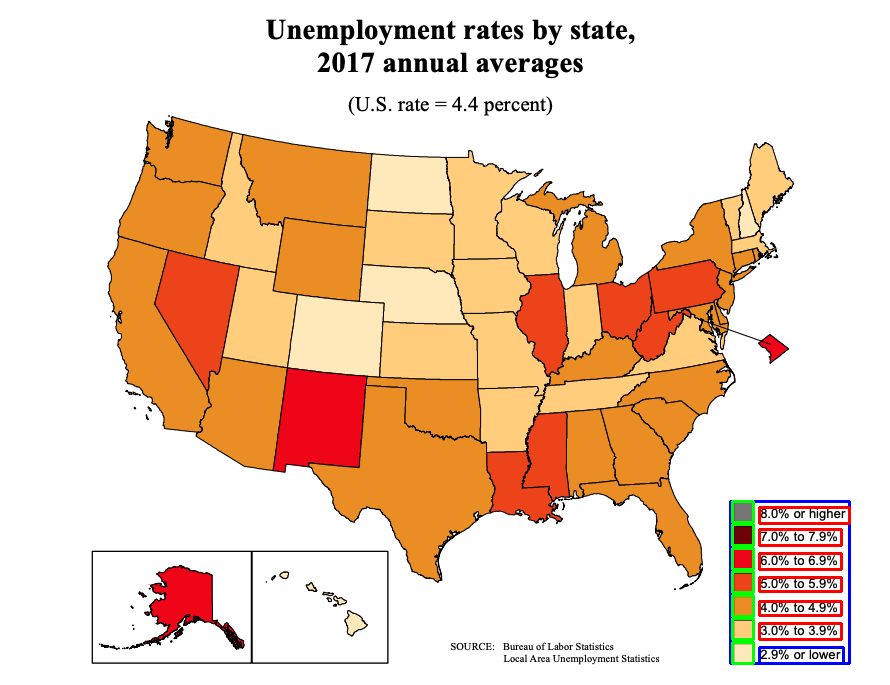 Unemployment rates by state,
2017 annual averages
(U.S. rate = 4.4 percent)
8.0% or higher
7.0% to 7.9%
6.0% to 6.9%
5.0% to 5.9%
4.0% to 4.9%
3.0% to 3.9%
2.9% or lower
SOURCE: Bureau of Labor Statistics
Local Area Unemployment Statistics